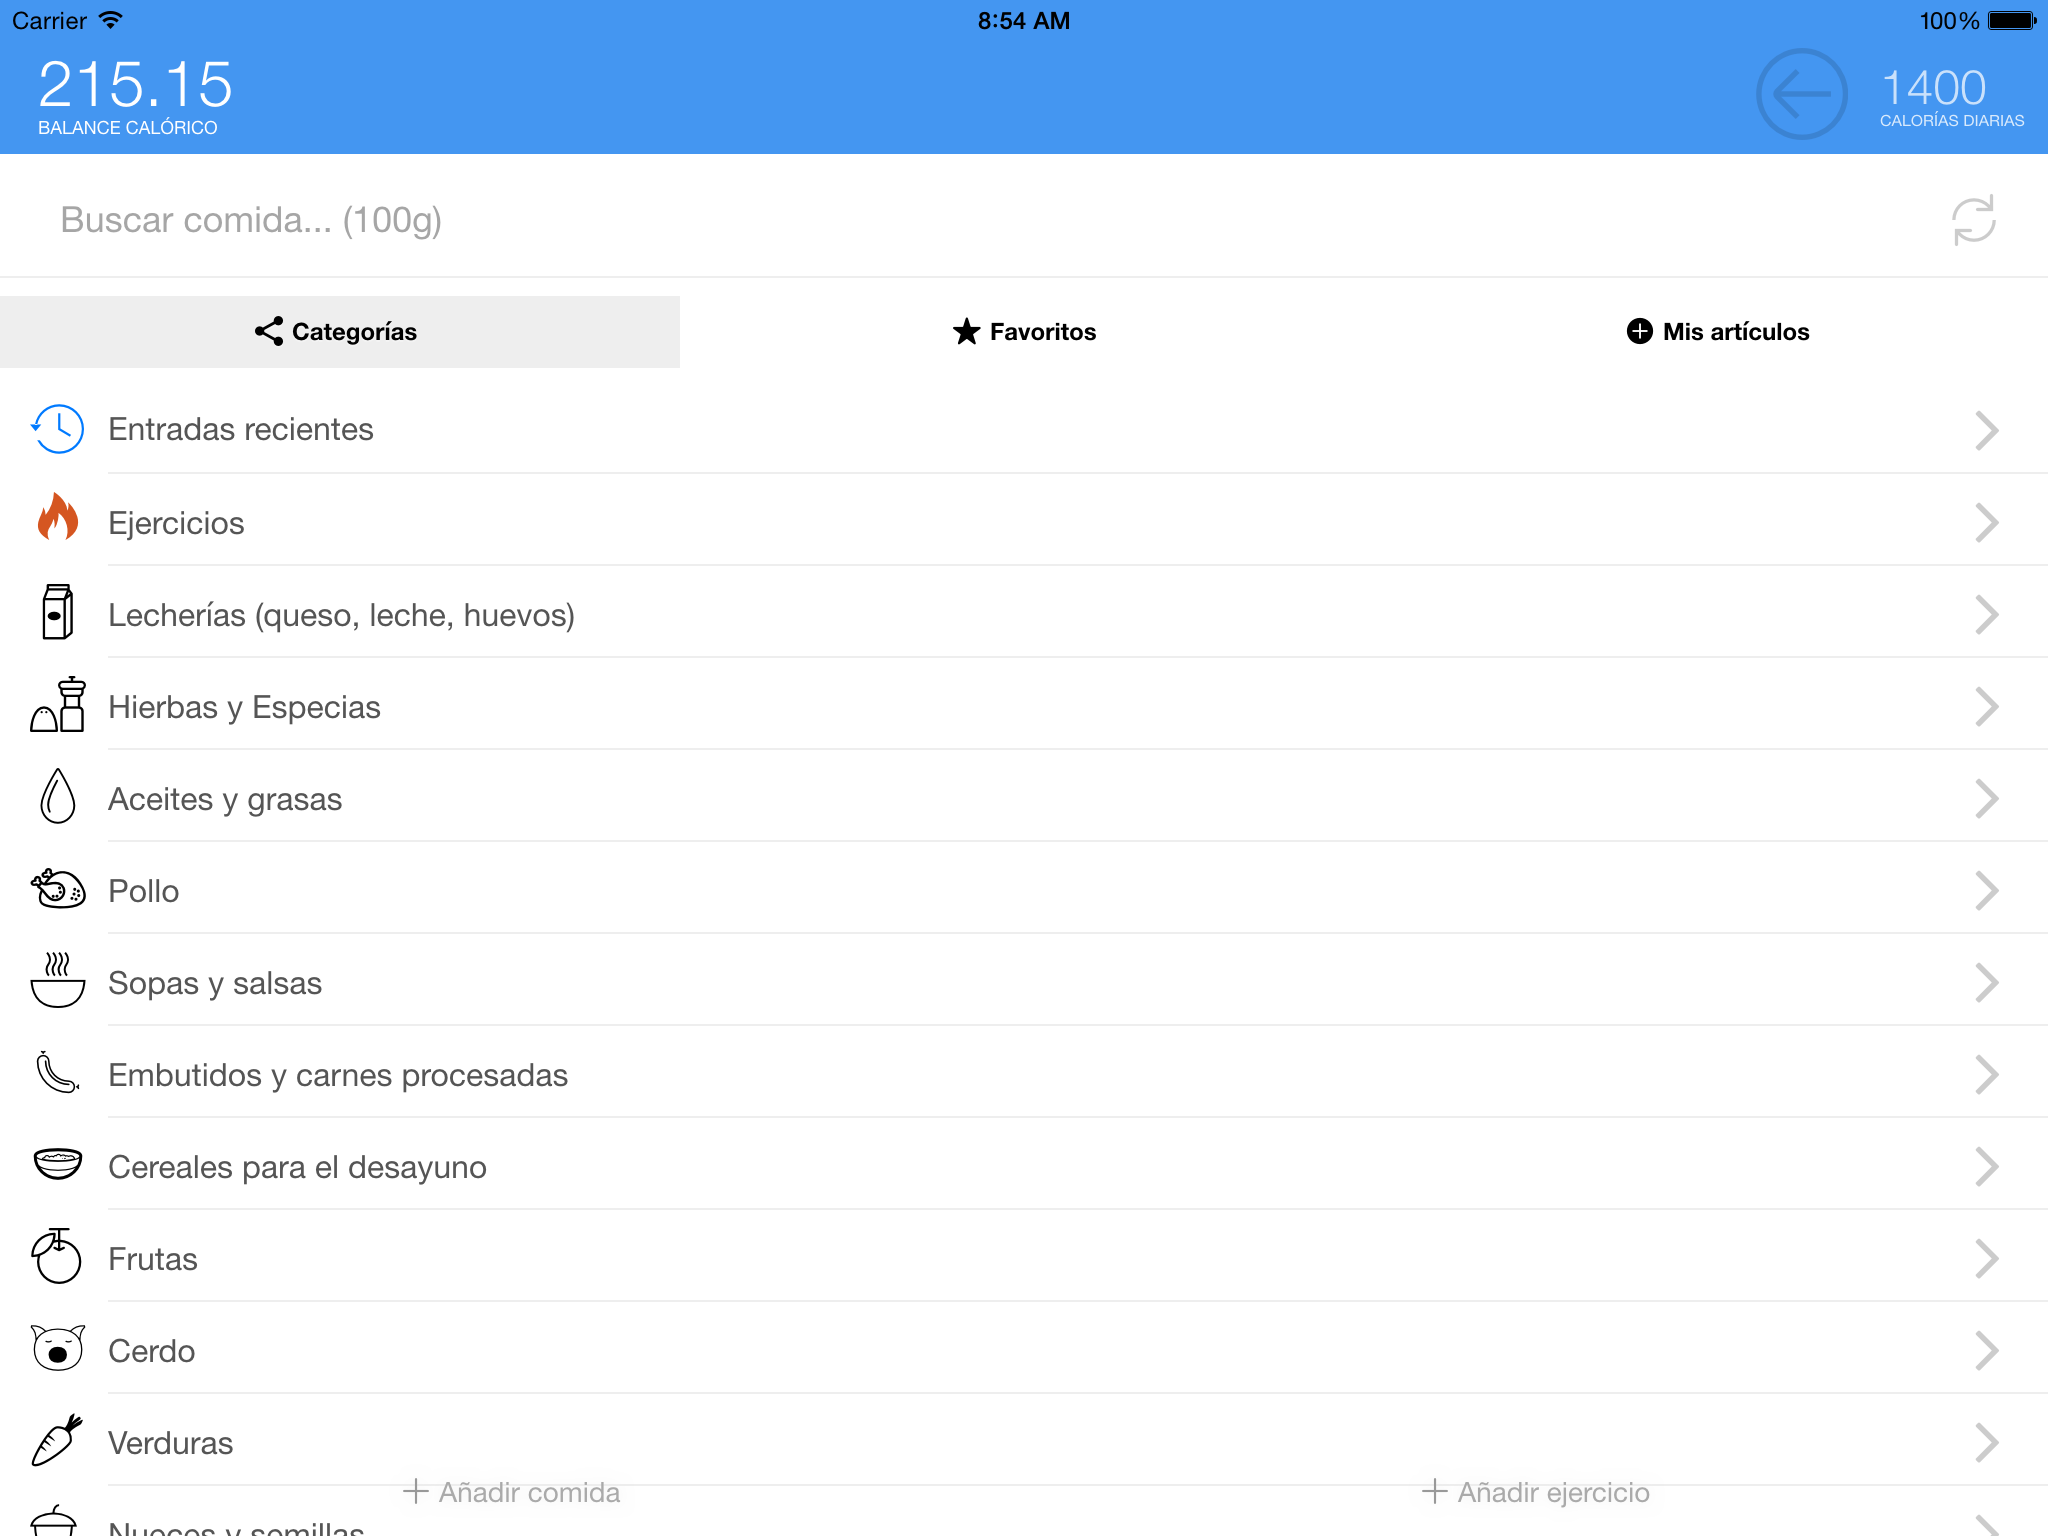 Carrier 8:54 AM 100%
215.15
BALANCE CALÓRICO
1400
CALORÍAS DIARIAS
Buscar comida... (100g)
Categorías Favoritos Mis artículos
Entradas recientes
Ejercicios
Lecherías (queso, leche, huevos)
Hierbas y Especias
Aceites y grasas
Pollo
Sopas y salsas
Embutidos y carnes procesadas
Cereales para el desayuno
Frutas
Cerdo
Verduras
Añadir comida Añadir ejercicio
Nueces y semillas